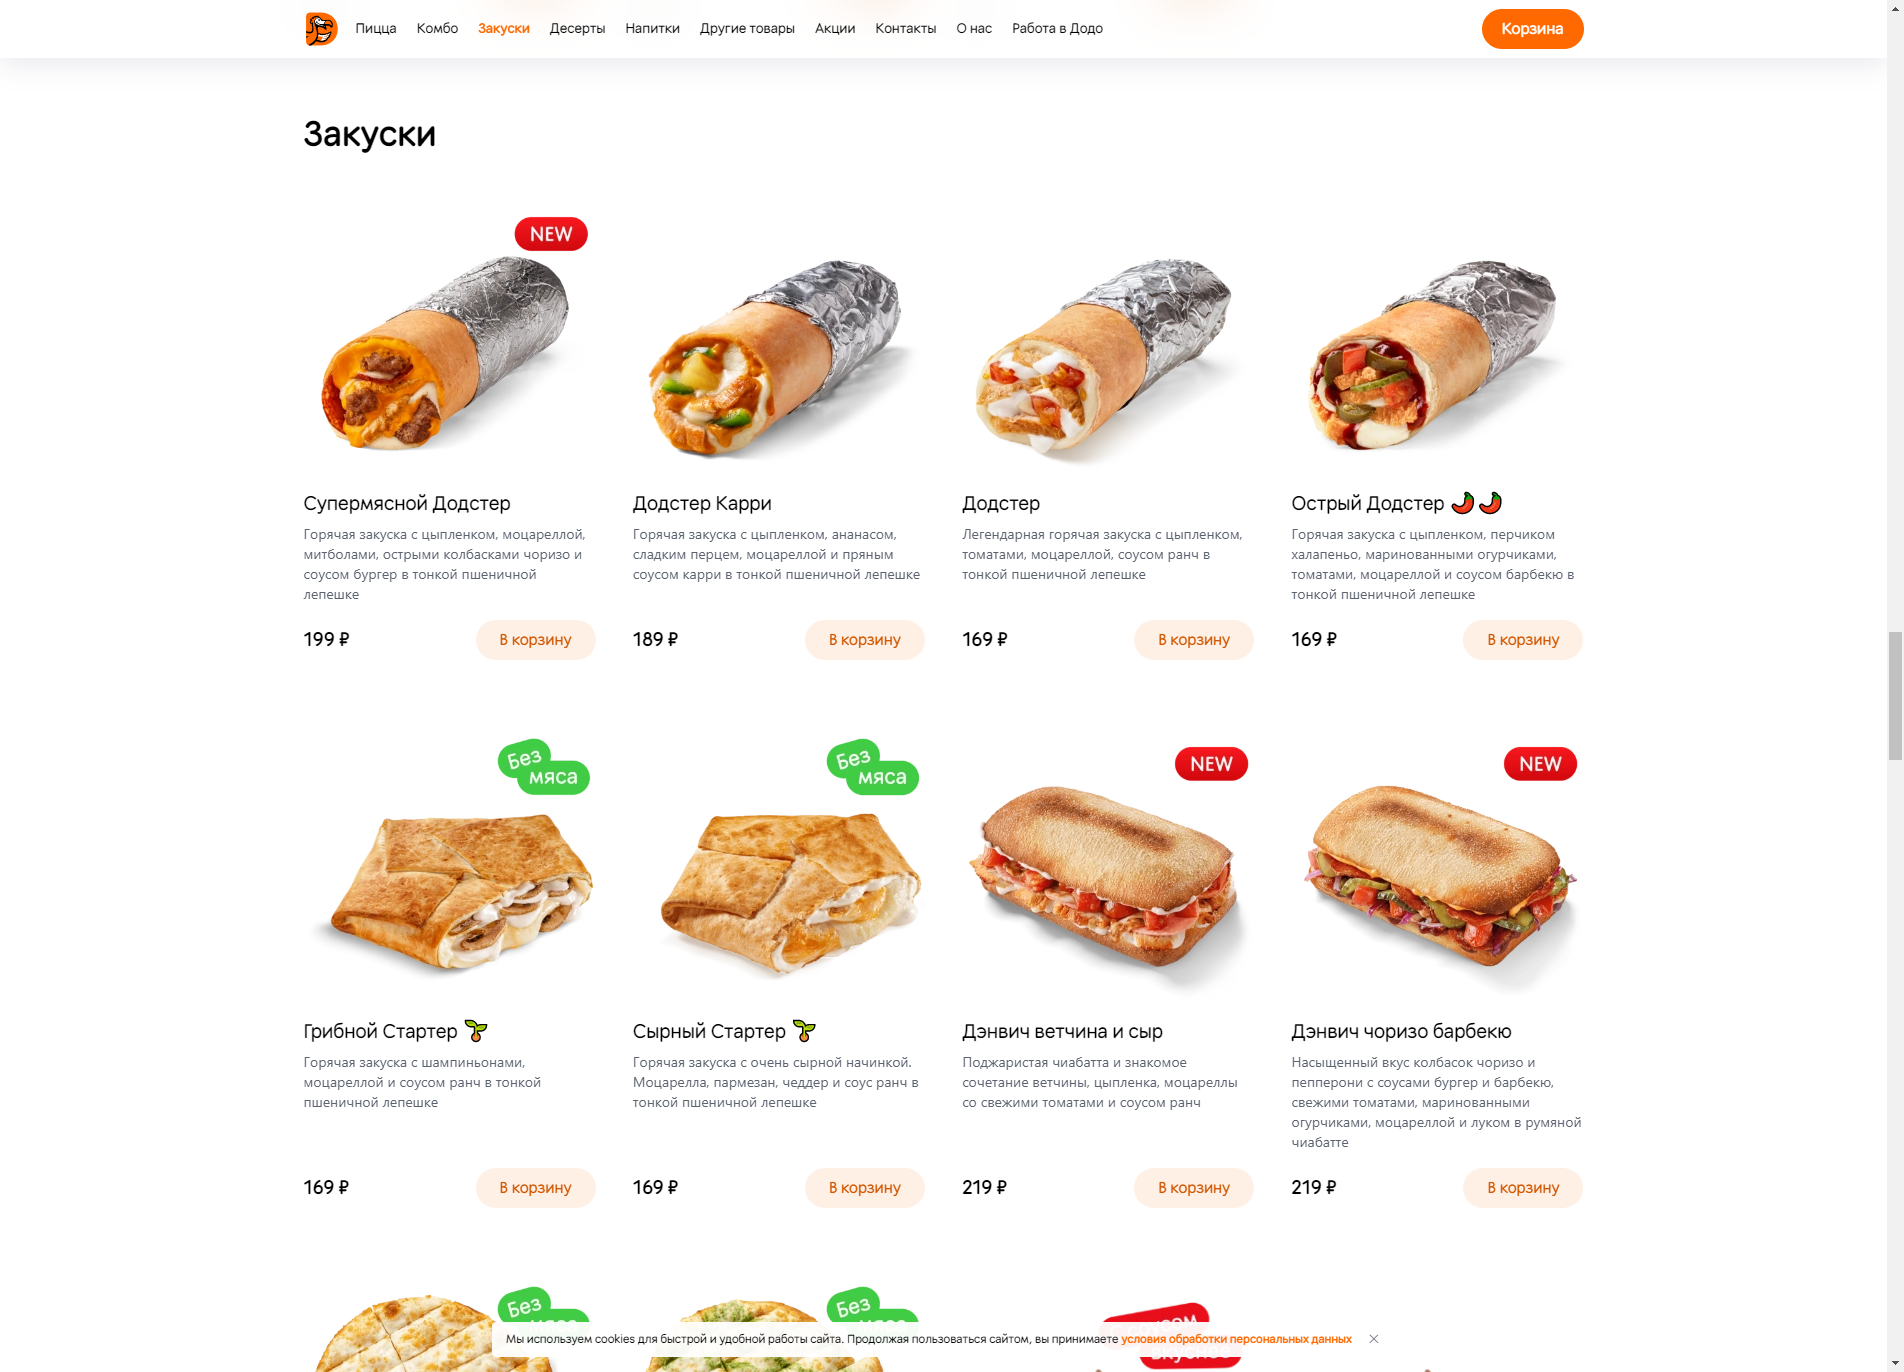 Пицца Комбо Закуски Десерты Напитки Другие товары Акции Контакты О нас Работа в Додо Корзина
Закуски
NEW
Супермясной Додстер
Горячая закуска с цыпленком, моцареллой,
митболами, острыми колбасками чоризо и
соусом бургер в тонкой пшеничной
лепешке
199 ₽ В корзину
Додстер Карри
Горячая закуска с цыпленком, ананасом,
сладким перцем, моцареллой и пряным
соусом карри в тонкой пшеничной лепешке
189 ₽ В корзину
Додстер
Легендарная горячая закуска с цыпленком,
томатами, моцареллой, соусом ранч в
тонкой пшеничной лепешке
169 ₽ В корзину
Острый Додстер 🌶🌶
Горячая закуска с цыпленком, перчиком
халапеньо, маринованными огурчиками,
томатами, моцареллой и соусом барбекю в
тонкой пшеничной лепешке
169 ₽ В корзину
Без
мяса
Грибной Стартер 🌱
Горячая закуска с шампиньонами,
моцареллой и соусом ранч в тонкой
пшеничной лепешке
169 ₽ В корзину
Без
мяса
Сырный Стартер 🌱
Горячая закуска с очень сырной начинкой.
Моцарелла, пармезан, чеддер и соус ранч в
тонкой пшеничной лепешке
169 ₽ В корзину
NEW
Дэнвич ветчина и сыр
Поджаристая чиабатта и знакомое
сочетание ветчины, цыпленка, моцареллы
со свежими томатами и соусом ранч
219 ₽ В корзину
NEW
Дэнвич чоризо барбекю
Насыщенный вкус колбасок чоризо и
пепперони с соусами бургер и барбекю,
свежими томатами, маринованными
огурчиками, моцареллой и луком в румяной
чиабатте
219 ₽ В корзину
Без
Без
Мы используем cookies для быстрой и удобной работы сайта. Продолжая пользоваться сайтом, вы принимаете условия обработки персональных данных